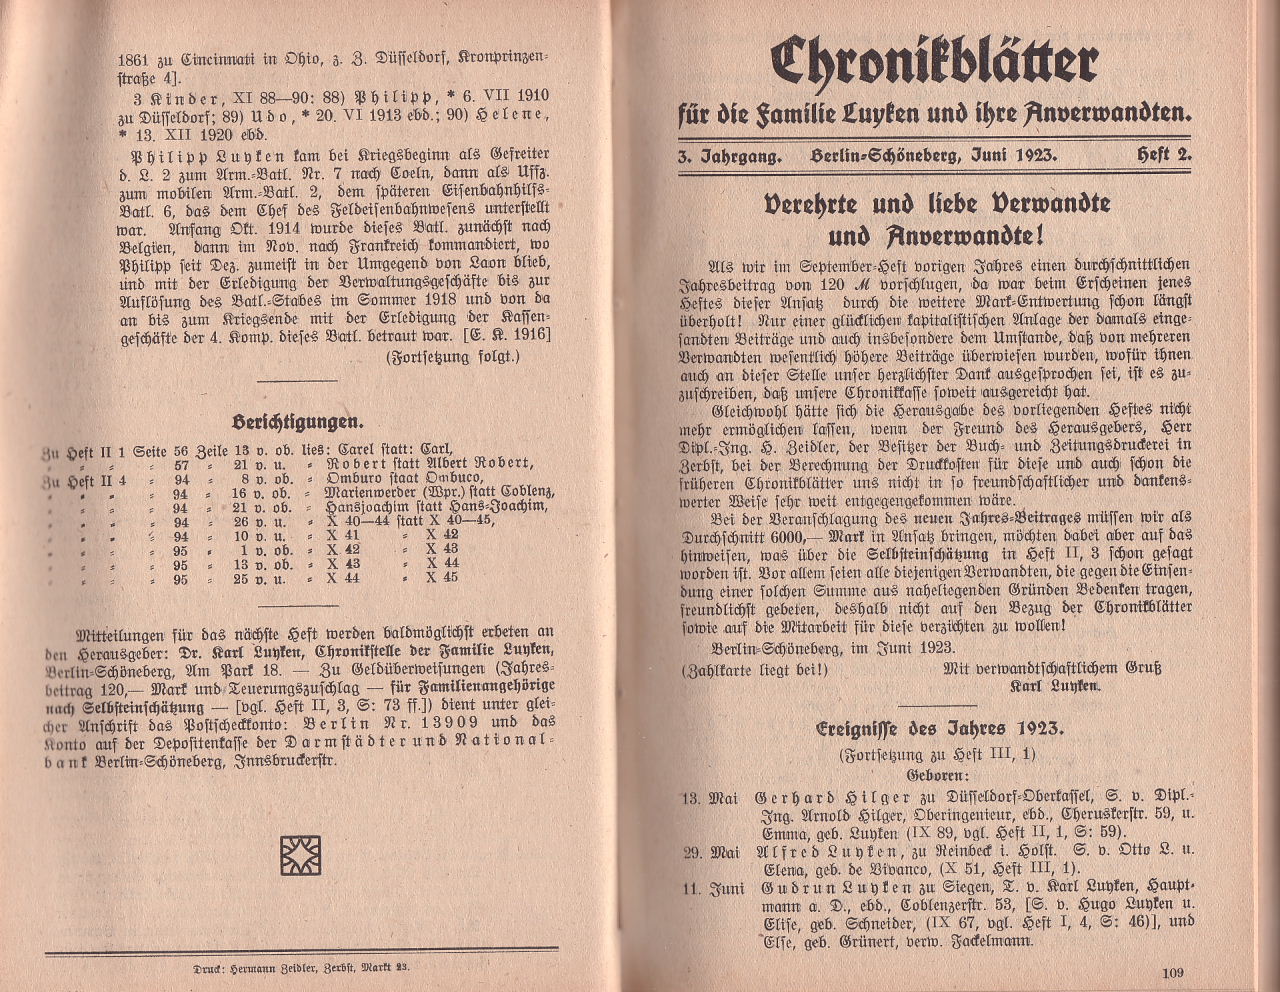 1861 zu Cincinnati in Ohio, z. Z. Düsseldorf, Kronprinzen-
straße 4].
3 Kinder, XI 88—90: 88) Philipp, * 6. VII 1910
zu Düsseldorf; 89) Udo, * 20. VI 1913 ebd.; 90) Helene,
* 13. XII 1920 ebd.
Philipp Luyken kam bei Kriegsbeginn als Gefreiter
d. L. 2 zum Arm.-Batl. Nr. 7 nach Coeln, dann als Uffz.
zum mobilen Arm.-Batl. 2, dem späteren Eisenbahnhilfs-
Batl. 6, das dem Chef des Feldeisenbahnwesens unterstellt
war. Anfang Okt. 1914 wurde dieses Batl. zunächst nach
Belgien, dann im Nov. nach Frankreich kommandiert, wo
Philipp seit Dez. zumeist in der Umgegend von Laon blieb,
und mit der Erledigung der Verwaltungsgeschäfte bis zur
Auflösung des Batl.-Stabes im Sommer 1918 und von da
an bis zum Kriegsende mit der Erledigung der Kassen-
geschäfte der 4. Komp. dieses Batl. betraut war. [E. K. 1916]
(Fortsetzung folgt.)
Berichtigungen.
Zu Heft II 1 Seite 56 Zeile 13 v. ob. lies: Carel statt: Carl,
" " " 57 " 21 v. u. " Robert statt Albert Robert,
Zu Heft II 4 " 94 " 8 v. ob. " Omburo staat Ombuco,
" " " 94 " 16 v. ob. " Marienwerder (Wpr.) statt Coblenz,
" " " 94 " 21 v. ob. " Hansjoachim statt Hans-Joachim,
" " " 94 " 26 v. u. " X 40—44 statt X 40—45,
" " " 94 " 10 v. u. " X 41 " X 42
" " " 95 " 1 v. ob. " X 42 " X 43
" " " 95 " 13 v. ob. " X 43 " X 44
" " " 95 " 25 v. u. " X 44 " X 45
Mitteilungen für das nächste Heft werden baldmöglichst erbeten an
den Herausgeber: Dr. Karl Luyken, Chronikstelle der Familie Luyken,
Berlin-Schöneberg, Am Park 18. — Zu Geldüberweisungen (Jahres-
beitrag 120,— Mark und Teuerungszuschlag — für Familienangehörige
nach Selbsteinschätzung — [vgl. Heft II, 3, S: 73 ff.]) dient unter glei-
cher Anschrift das Postscheckkonto: Berlin Nr. 13909 und das
Konto auf der Depositenkasse der Darmstädter und National-
bank Berlin-Schöneberg, Innsbruckerstr.
Druck: Hermann Zeidler, Zerbst, Markt 23.
Chronikblätter
für die Familie Luyken und ihre Anverwandten.
3. Jahrgang. Berlin-Schöneberg, Juni 1923. Heft 2.
Verehrte und liebe Verwandte
und Anverwandte!
Als wir im September-Heft vorigen Jahres einen durchschnittlichen
Jahresbeitrag von 120 M vorschlugen, da war beim Erscheinen jenes
Heftes dieser Ansatz durch die weitere Mark-Entwertung schon längst
überholt! Nur einer glücklichen kapitalistischen Anlage der damals einge-
sandten Beiträge und auch insbesondere dem Umstande, daß von mehreren
Verwandten wesentlich höhere Beiträge überwiesen wurden, wofür ihnen
auch an dieser Stelle unser herzlichster Dank ausgesprochen sei, ist es zu-
zuschreiben, daß unsere Chronikkasse soweit ausgereicht hat.
Gleichwohl hätte sich die Herausgabe des vorliegenden Heftes nicht
mehr ermöglichen lassen, wenn der Freund des Herausgebers, Herr
Dipl.-Ing. H. Zeidler, der Besitzer der Buch- und Zeitungsdruckerei in
Zerbst, bei der Berechnung der Druckkosten für diese und auch schon die
früheren Chronikblätter uns nicht in so freundschaftlicher und dankens-
werter Weise sehr weit entgegengekommen wäre.
Bei der Veranschlagung des neuen Jahres-Beitrages müssen wir als
Durchschnitt 6000,— Mark in Ansatz bringen, möchten dabei aber auf das
hinweisen, was über die Selbsteinschätzung in Heft II, 3 schon gesagt
worden ist. Vor allem seien alle diejenigen Verwandten, die gegen die Einsen-
dung einer solchen Summe aus naheliegenden Gründen Bedenken tragen,
freundlichst gebeten, deshalb nicht auf den Bezug der Chronikblätter
sowie auf die Mitarbeit für diese verzichten zu wollen!
Berlin-Schöneberg, im Juni 1923.
(Zahlkarte liegt bei!) Mit verwandtschaftlichem Gruß
Karl Luyken.
Ereignisse des Jahres 1923.
(Fortsetzung zu Heft III, 1)
Geboren:
13. Mai Gerhard Hilger zu Düsseldorf-Oberkassel, S. v. Dipl.-
Ing. Arnold Hilger, Oberingenieur, ebd., Cheruskerstr. 59, u.
Emma, geb. Luyken (IX 89, vgl. Heft II, 1, S: 59).
29. Mai Alfred Luyken, zu Reinbeck i. Holst. S. v. Otto L. u.
Elena, geb. de Vivanco, (X 51, Heft III, 1).
11. Juni Gudrun Luyken zu Siegen, T. v. Karl Luyken, Haupt-
mann a. D., ebd., Coblenzerstr. 53, [S. v. Hugo Luyken u.
Elise, geb. Schneider, (IX 67, vgl. Heft I, 4, S: 46)], und
Else, geb. Grünert, verw. Fackelmann.
109